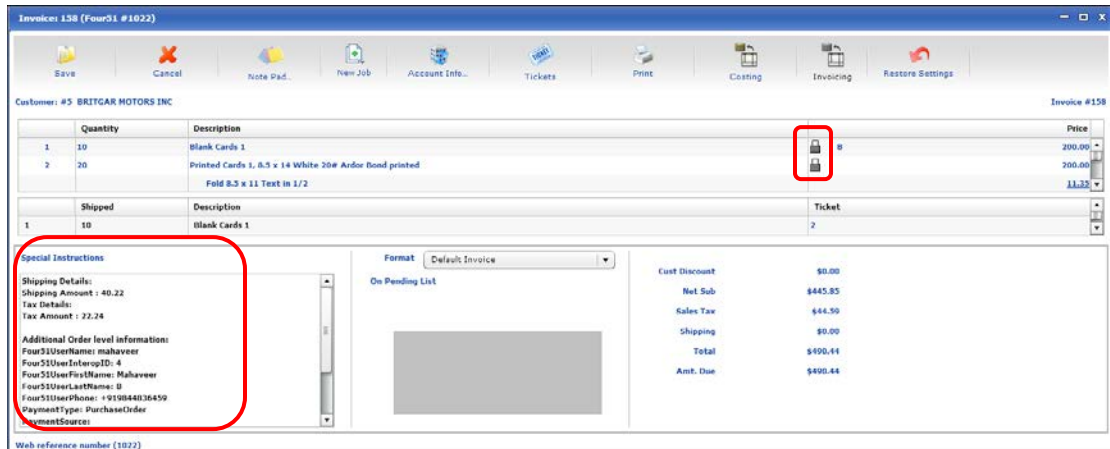 Invoice: 158 (Four51 #1022)
Save Cancel Note Pad.. New Job Account Info.. Tickets Print Costing Invoicing Restore Settings
Customer: #5 BRITGAR MOTORS INC Invoice #158
Quantity Description Price
1 10 Blank Cards 1 B 200.00
2 20 Printed Cards 1, 8.5 x 14 White 20# Ardor Bond printed 200.00
Fold 8.5 x 11 Text in 1/2 11.35
Shipped Description Ticket
1 10 Blank Cards 1 2
Special Instructions
Shipping Details:
Shipping Amount : 40.22
Tax Details:
Tax Amount : 22.24
Additional Order level information:
Four51UserName: mahaveer
Four51UserInteropID: 4
Four51UserFirstName: Mahaveer
Four51UserLastName: B
Four51UserPhone: +919844836459
PaymentType: PurchaseOrder
PaymentSource:
Format Default Invoice
On Pending List
Cust Discount $0.00
Net Sub $445.85
Sales Tax $44.59
Shipping $0.00
Total $490.44
Amt. Due $490.44
Web reference number (1022)